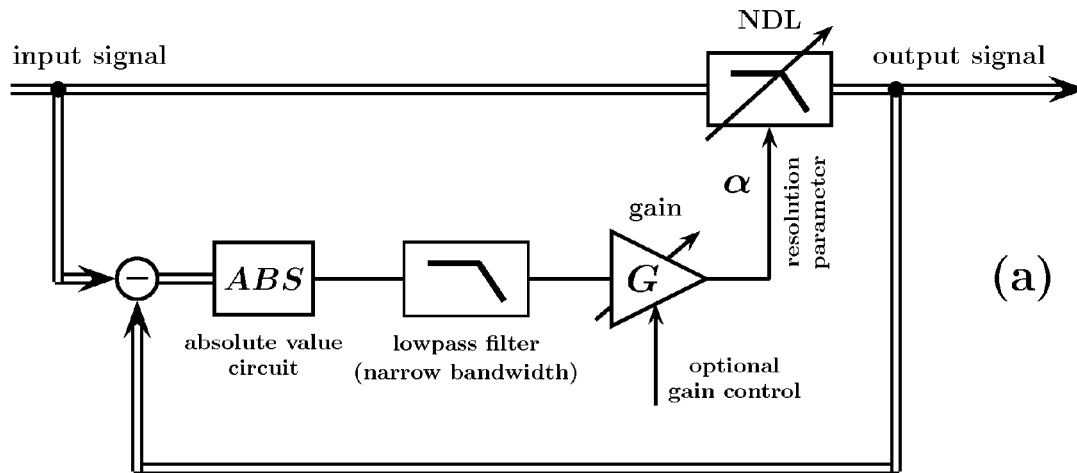 NDL
input signal
output signal
α
resolution
parameter
gain
−
ABS
G
(a)
absolute value
circuit
lowpass filter
(narrow bandwidth)
optional
gain control